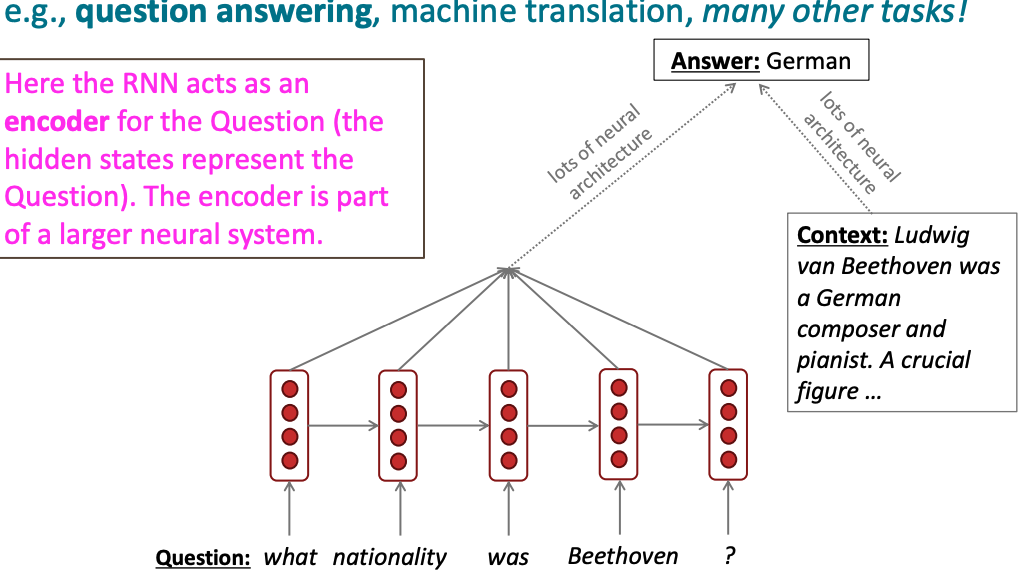 e.g., question answering, machine translation, many other tasks!
Here the RNN acts as an
encoder for the Question (the
hidden states represent the
Question). The encoder is part
of a larger neural system.
Answer: German
lots of neural
architecture
lots of neural
architecture
Context: Ludwig
van Beethoven was
a German
composer and
pianist. A crucial
figure …
Question: what nationality was Beethoven ?